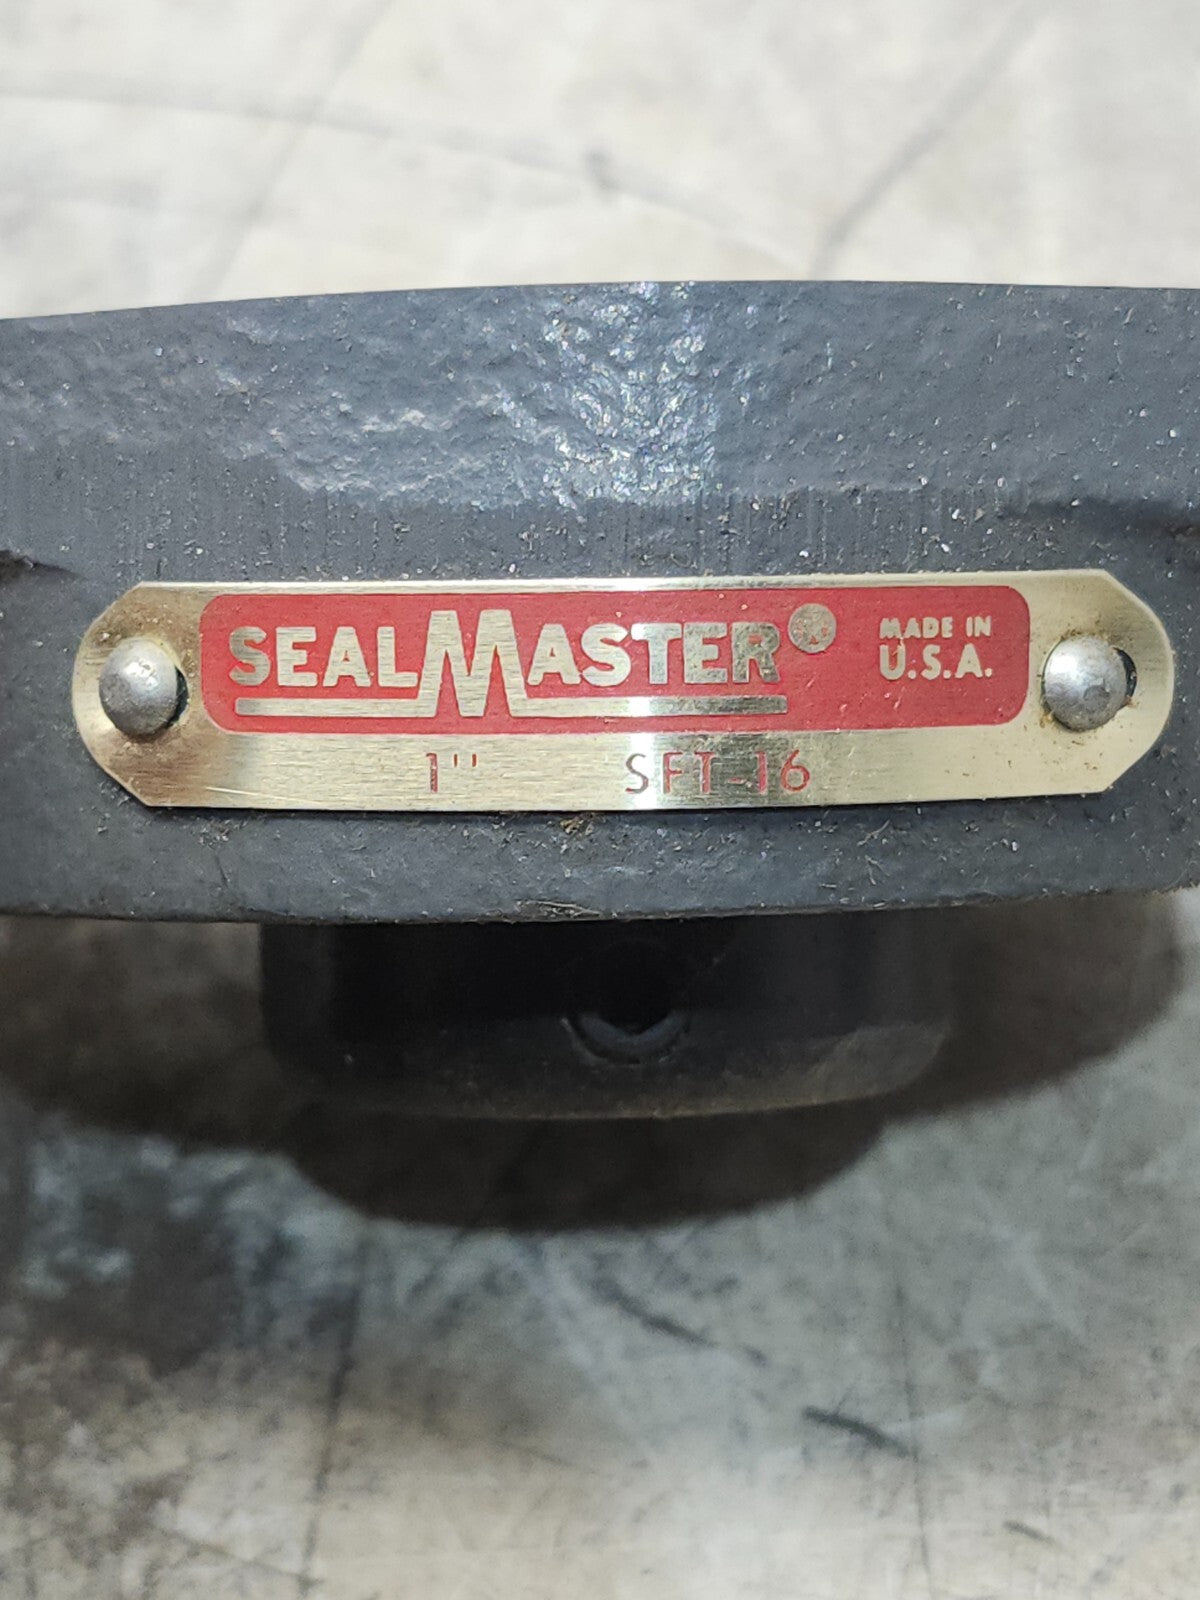 SEALMASTER® MADE IN
U.S.A.
1" SFT-16